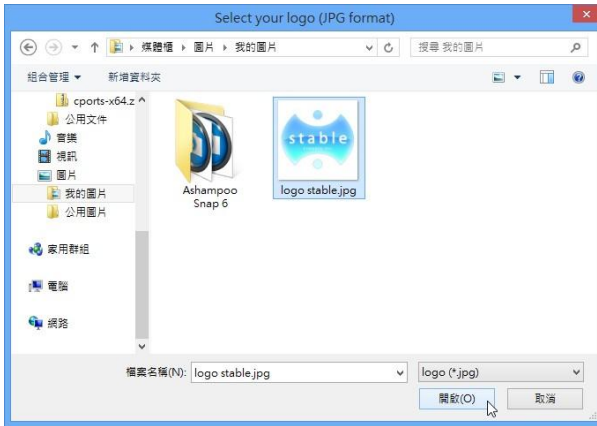 Select your logo (JPG format)
媒體櫃 ▸ 圖片 ▸ 我的圖片
搜尋 我的圖片
組合管理 ▼ 新增資料夾
cports-x64.z
公用文件
音樂
視訊
圖片
我的圖片
公用圖片
家用群組
電腦
網路
stable
Ashampoo
Snap 6
logo stable.jpg
檔案名稱(N): logo stable.jpg
logo (*.jpg)
開啟(O) 取消